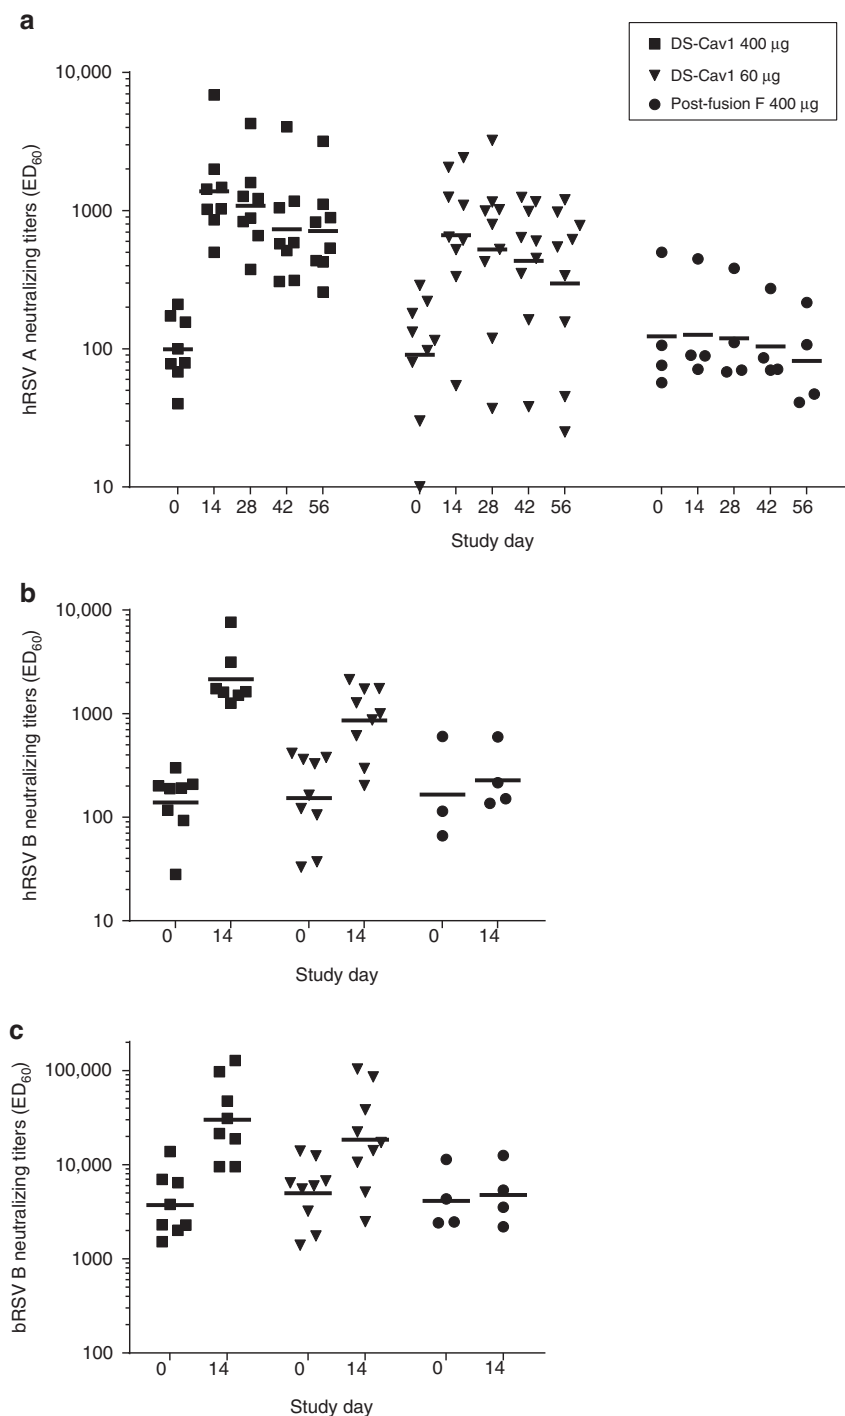 a
DS-Cav1 400 μg
DS-Cav1 60 μg
Post-fusion F 400 μg
hRSV A neutralizing titers (ED60)
10,000
1000
100
10
0 14 28 42 56 0 14 28 42 56 0 14 28 42 56
Study day
b
hRSV B neutralizing titers (ED60)
10,000
1000
100
10
0 14 0 14 0 14
Study day
c
bRSV B neutralizing titers (ED60)
100,000
10,000
1000
100
0 14 0 14 0 14
Study day